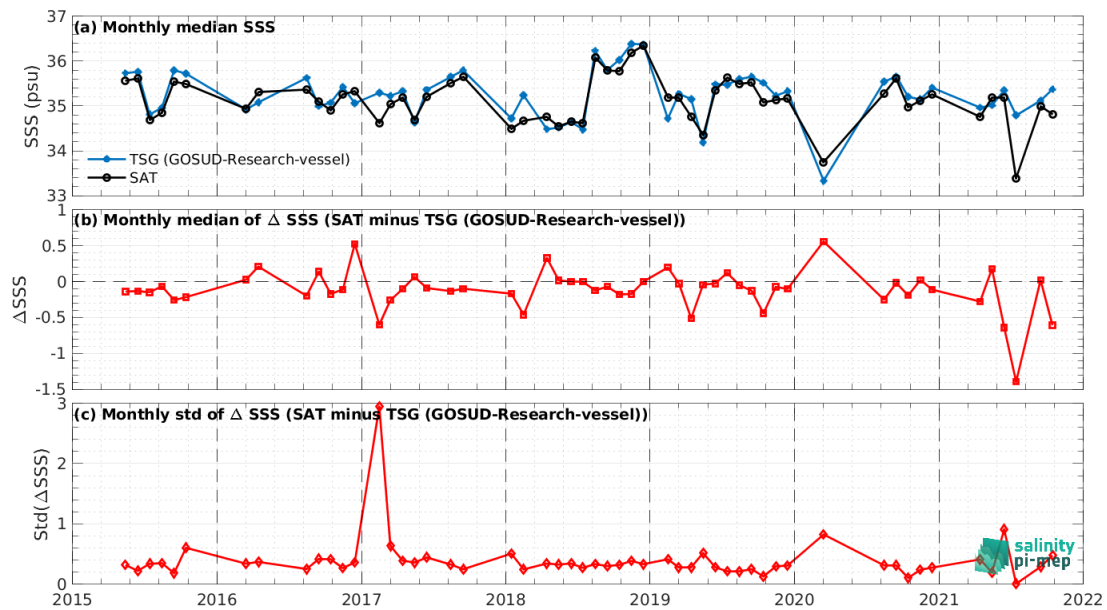 (a) Monthly median SSS
37
36
35
34
33
SSS (psu)
TSG (GOSUD-Research-vessel)
SAT
(b) Monthly median of Δ SSS (SAT minus TSG (GOSUD-Research-vessel))
1
0.5
0
-0.5
-1
-1.5
ΔSSS
(c) Monthly std of Δ SSS (SAT minus TSG (GOSUD-Research-vessel))
3
2
1
0
Std(ΔSSS)
salinity
pi-mep
2015 2016 2017 2018 2019 2020 2021 2022